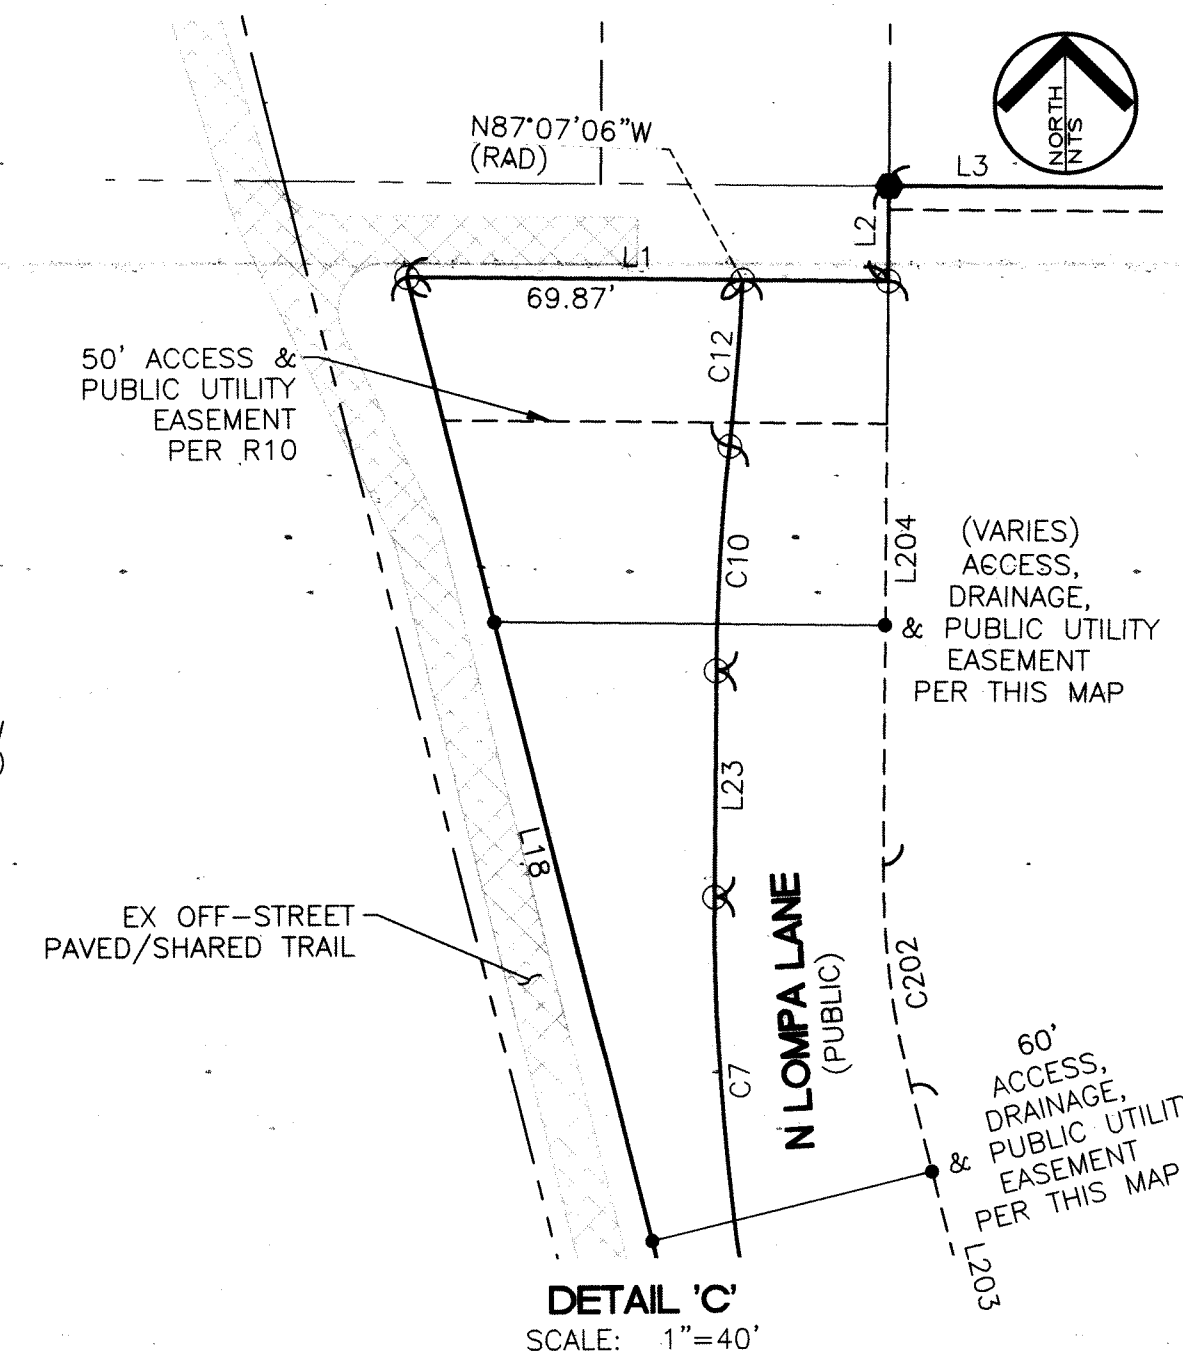 N87°07'06"W
(RAD)
NORTH
NTS
L3
L2
L1
69.87'
C12
50' ACCESS &
PUBLIC UTILITY
EASEMENT
PER R10
C10
L204
(VARIES)
ACCESS,
DRAINAGE,
& PUBLIC UTILITY
EASEMENT
PER THIS MAP
L23
L18
EX OFF-STREET
PAVED/SHARED TRAIL
N LOMPA LANE
(PUBLIC)
C202
C7
60'
ACCESS,
DRAINAGE,
& PUBLIC UTILIT
EASEMENT
PER THIS MAP
L203
DETAIL 'C'
SCALE: 1"=40'